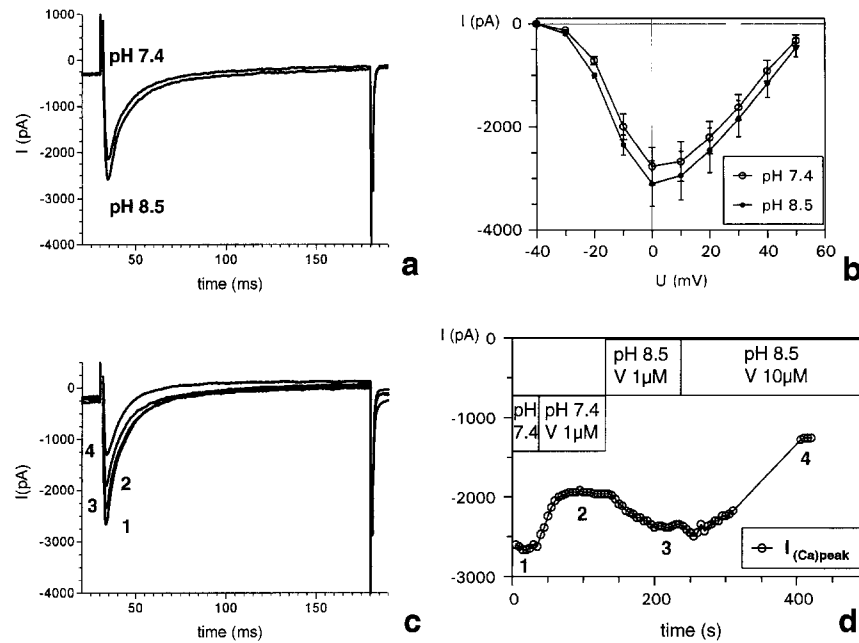 1000
0
-1000
-2000
-3000
-4000
I (pA)
pH 7.4
pH 8.5
50
100
150
time (ms)
a
I (pA)
0
-2000
-4000
-40
-20
0
20
40
60
U (mV)
pH 7.4
pH 8.5
b
0
-1000
-2000
-3000
-4000
I(pA)
4
3
2
1
50
100
150
time (ms)
c
I (pA)
0
-1000
-2000
-3000
pH 8.5
V 1µM
pH 8.5
V 10µM
pH
7.4
pH 7.4
V 1µM
1
2
3
4
I (Ca)peak
0
200
400
time (s)
d